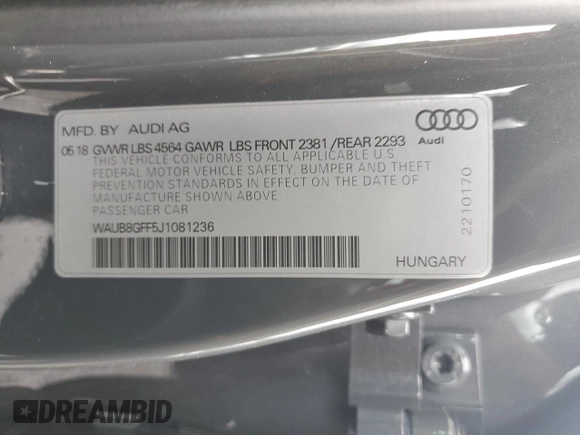 MFD. BY AUDI AG
05 18 GVWR LBS 4564 GAWR LBS FRONT 2381 / REAR 2293
THIS VEHICLE CONFORMS TO ALL APPLICABLE U.S.
FEDERAL MOTOR VEHICLE SAFETY, BUMPER AND THEFT
PREVENTION STANDARDS IN EFFECT ON THE DATE OF
MANUFACTURE SHOWN ABOVE
PASSENGER CAR
WAUB8GFF5J1081236
HUNGARY
Audi
2210170
DREAMBID